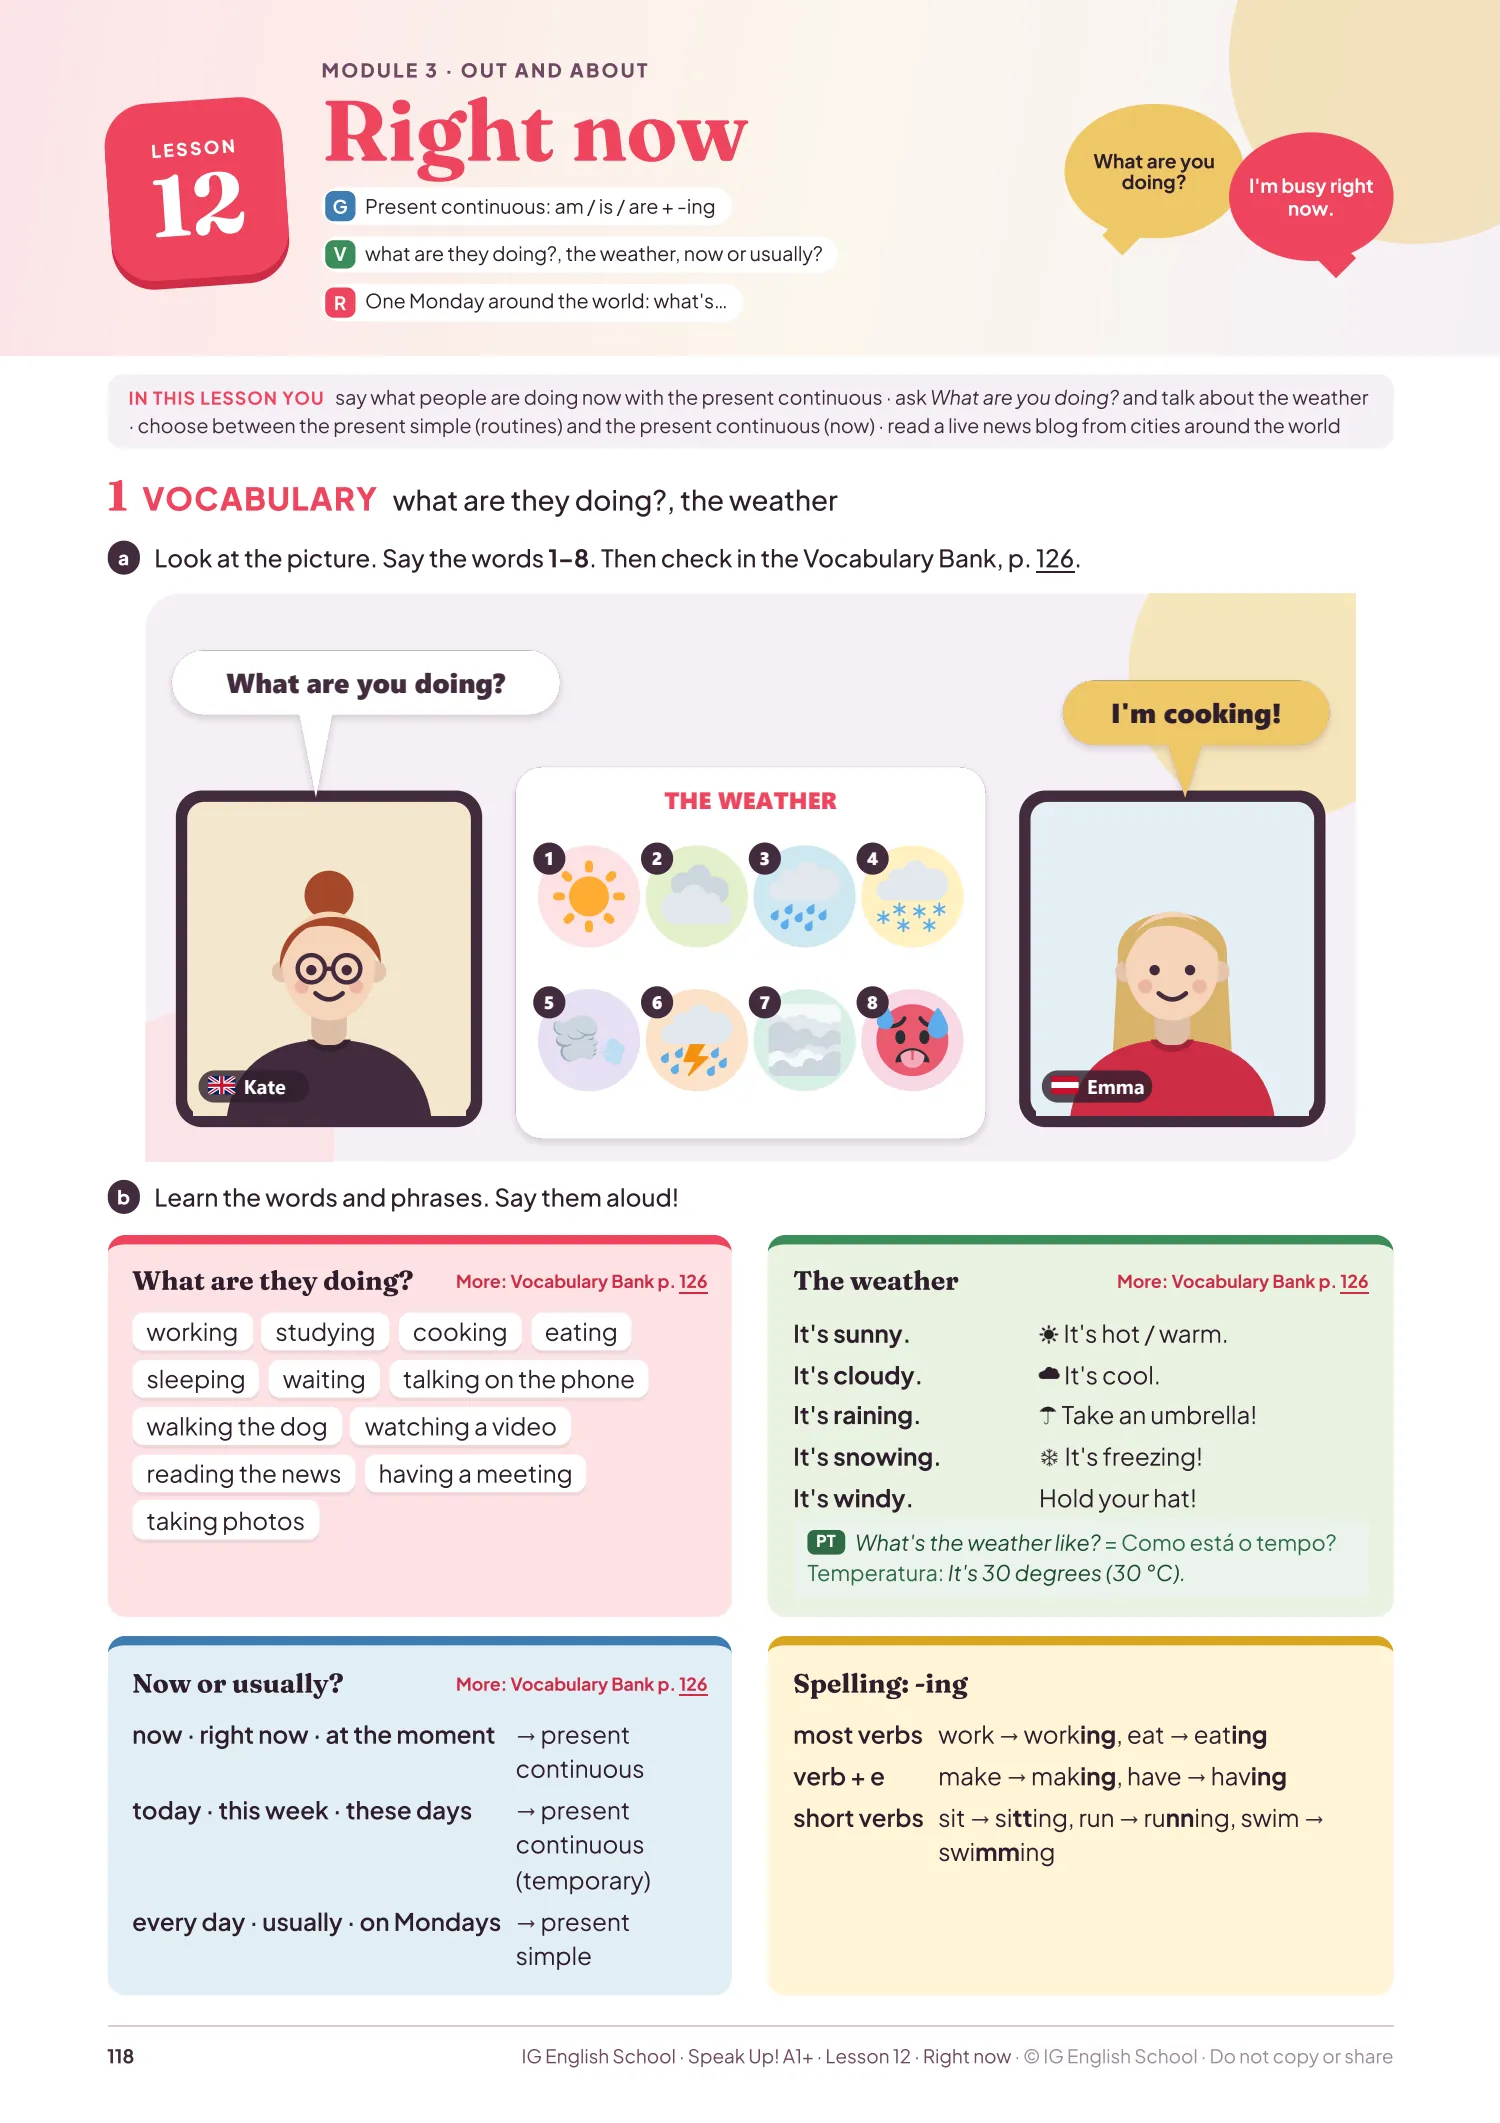 MODULE 3 · OUT AND ABOUT
LESSON
12
Right now
G Present continuous: am / is / are + -ing
V what are they doing?, the weather, now or usually?
R One Monday around the world: what's...
What are you
doing?
I'm busy right
now.
IN THIS LESSON YOU say what people are doing now with the present continuous · ask What are you doing? and talk about the weather
· choose between the present simple (routines) and the present continuous (now) · read a live news blog from cities around the world
1 VOCABULARY what are they doing?, the weather
a Look at the picture. Say the words 1–8. Then check in the Vocabulary Bank, p. 126.
What are you doing?
I'm cooking!
THE WEATHER
1 2 3 4
5 6 7 8
Kate
Emma
b Learn the words and phrases. Say them aloud!
What are they doing? More: Vocabulary Bank p. 126
working studying cooking eating
sleeping waiting talking on the phone
walking the dog watching a video
reading the news having a meeting
taking photos
The weather More: Vocabulary Bank p. 126
It's sunny. ☀ It's hot / warm.
It's cloudy. ☁ It's cool.
It's raining. ☂ Take an umbrella!
It's snowing. ❄ It's freezing!
It's windy. Hold your hat!
PT What's the weather like? = Como está o tempo?
Temperatura: It's 30 degrees (30 °C).
Now or usually? More: Vocabulary Bank p. 126
now · right now · at the moment → present
continuous
today · this week · these days → present
continuous
(temporary)
every day · usually · on Mondays → present
simple
Spelling: -ing
most verbs work → working, eat → eating
verb + e make → making, have → having
short verbs sit → sitting, run → running, swim →
swimming
118
IG English School · Speak Up! A1+ · Lesson 12 · Right now · © IG English School · Do not copy or share